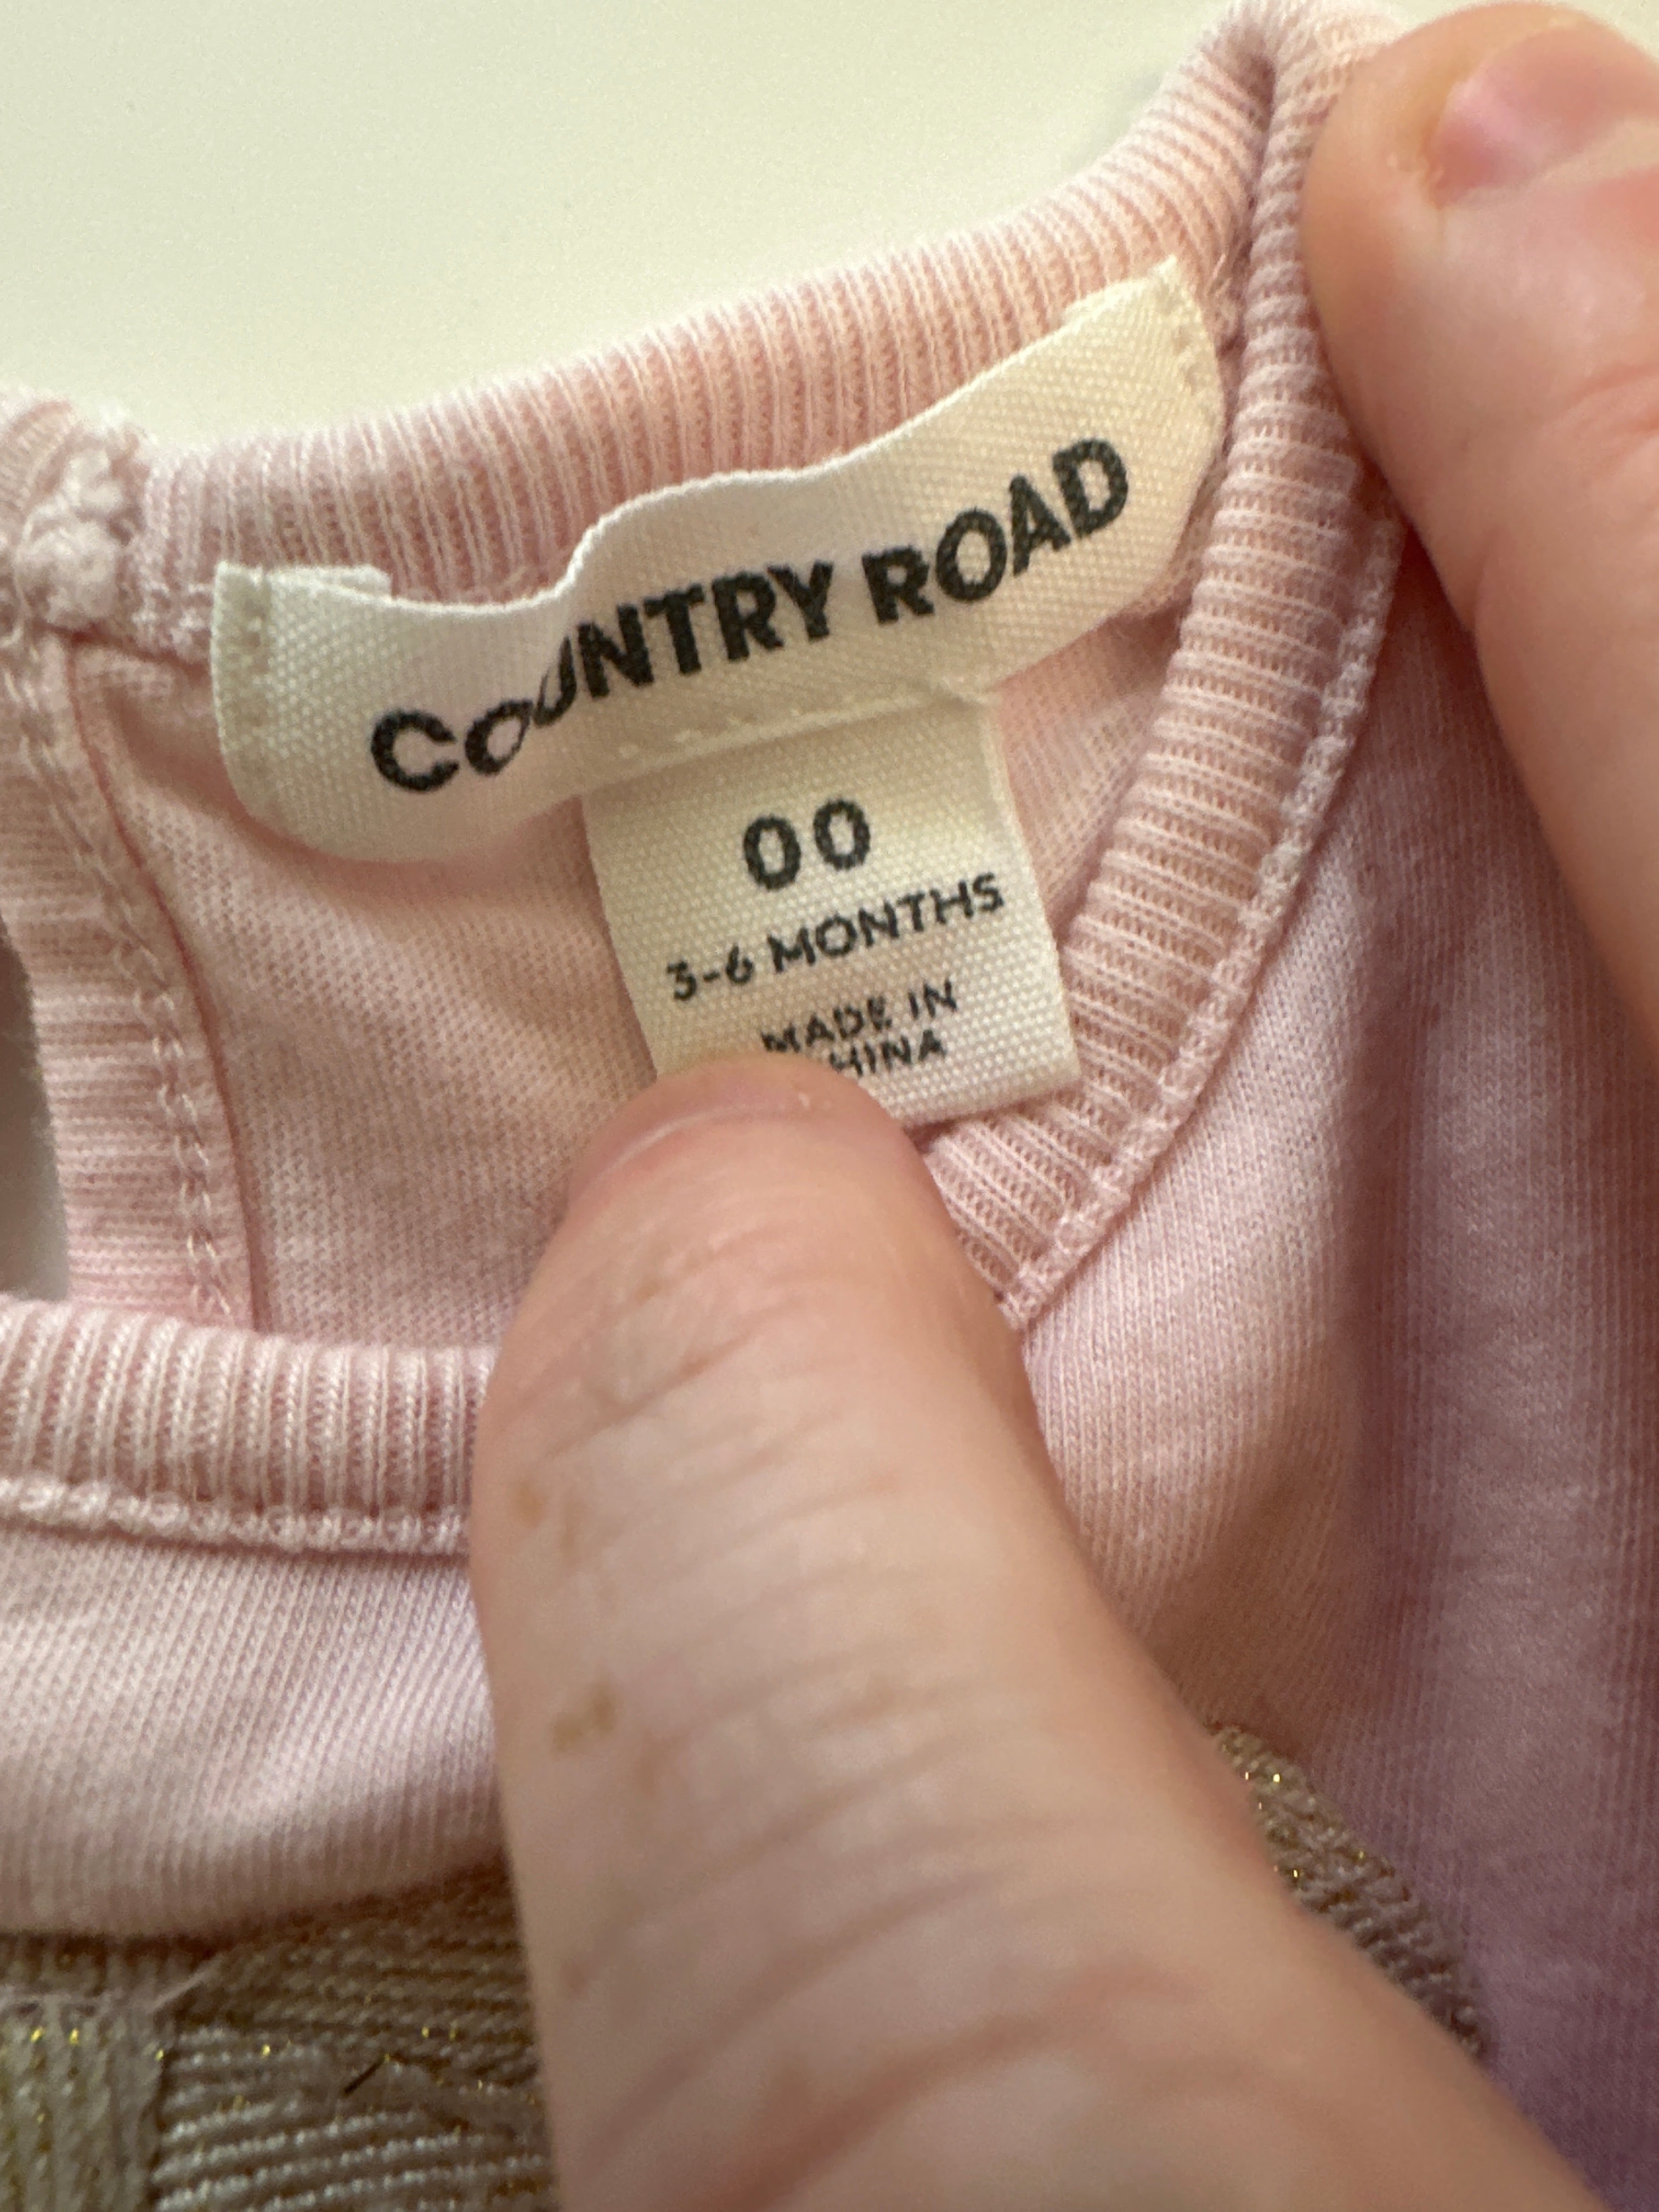 COUNTRY ROAD
00
3-6 MONTHS
MADE IN
CHINA